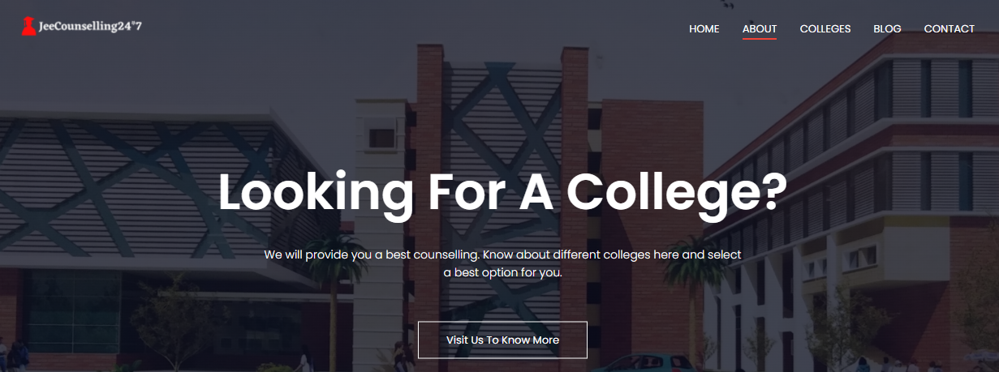 JeeCounselling24*7
HOME ABOUT COLLEGES BLOG CONTACT
Looking For A College?
We will provide you a best counselling. Know about different colleges here and select
a best option for you.
Visit Us To Know More